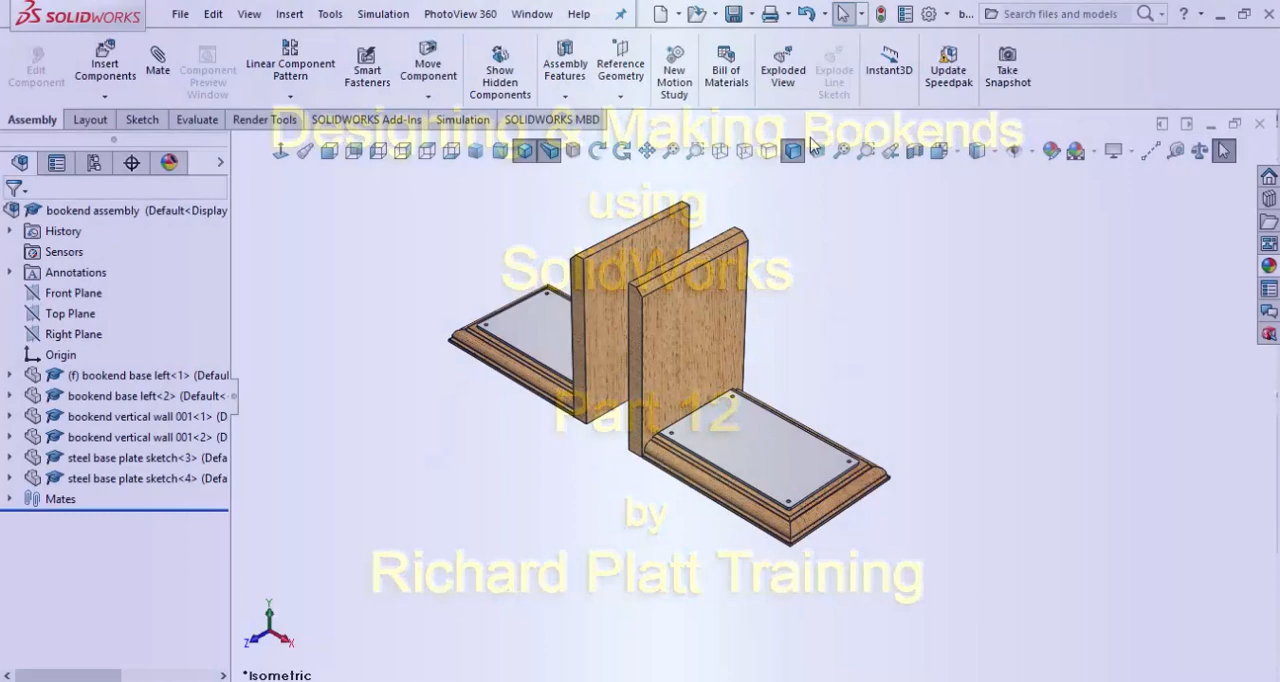 SOLIDWORKS File Edit View Insert Tools Simulation PhotoView 360 Window Help b... Search files and models ?
Edit Component
Insert Components
Mate
Component Preview Window
Linear Component Pattern
Smart Fasteners
Move Component
Show Hidden Components
Assembly Features
Reference Geometry
New Motion Study
Bill of Materials
Exploded View
Explode Line Sketch
Instant3D
Update Speedpak
Take Snapshot
Assembly Layout Sketch Evaluate Render Tools SOLIDWORKS Add-Ins Simulation SOLIDWORKS MBD
Designing & Making Bookends
using
SolidWorks
Part 12
by
Richard Platt Training
bookend assembly (Default<Display
History
Sensors
Annotations
Front Plane
Top Plane
Right Plane
Origin
(f) bookend base left<1> (Defaul
bookend base left<2> (Default<
bookend vertical wall 001<1> (D
bookend vertical wall 001<2> (D
steel base plate sketch<3> (Defa
steel base plate sketch<4> (Defa
Mates
Y
Z
X
*Isometric